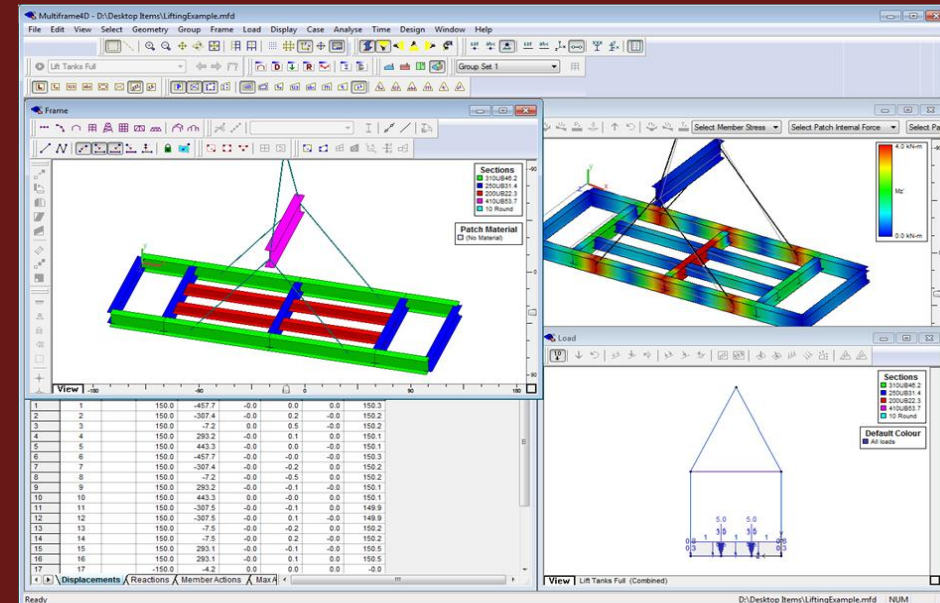 Multiframe4D - D:\Desktop Items\LiftingExample.mfd
File Edit View Select Geometry Group Frame Load Display Case Analyse Time Design Window Help
Lift Tanks Full
Group Set 1
Frame
Select Member Stress
Select Patch Internal Force
Select Pa
Sections
310UB46.2
250UB31.4
200UB22.3
410UB53.7
10 Round
Patch Material
(No Material)
4.0 kN-m
Mz'
0.0 kN-m
View
Load
Sections
310UB46.2
250UB31.4
200UB22.3
410UB53.7
10 Round
Default Colour
All loads
5.0 5.0
1 1 150.0 -457.7 -0.0 0.0 0.0 150.3
2 2 150.0 -307.4 -0.0 0.2 -0.0 150.2
3 3 150.0 -7.2 0.0 0.5 -0.0 150.2
4 4 150.0 293.2 -0.0 0.1 0.0 150.1
5 5 150.0 443.3 -0.0 0.0 -0.0 150.1
6 6 150.0 -457.7 -0.0 -0.0 0.0 150.3
7 7 150.0 -307.4 -0.0 -0.2 0.0 150.2
8 8 150.0 -7.2 -0.0 -0.5 0.0 150.2
9 9 150.0 293.2 -0.0 -0.1 -0.0 150.1
10 10 150.0 443.3 -0.0 0.0 0.0 150.1
11 11 150.0 -307.5 0.0 -0.1 0.0 149.9
12 12 150.0 -307.5 -0.0 0.1 -0.0 149.9
13 13 150.0 -7.5 -0.0 -0.2 0.0 150.2
14 14 150.0 -7.5 -0.0 0.2 -0.0 150.2
15 15 150.0 293.1 -0.0 -0.1 -0.0 150.5
16 16 150.0 293.1 -0.0 0.1 0.0 150.5
17 17 -150.0 -4.2 0.0 0.0 0.0 -0.0
Displacements Reactions Member Actions Max A
View Lift Tanks Full (Combined)
Ready
D:\Desktop Items\LiftingExample.mfd NUM